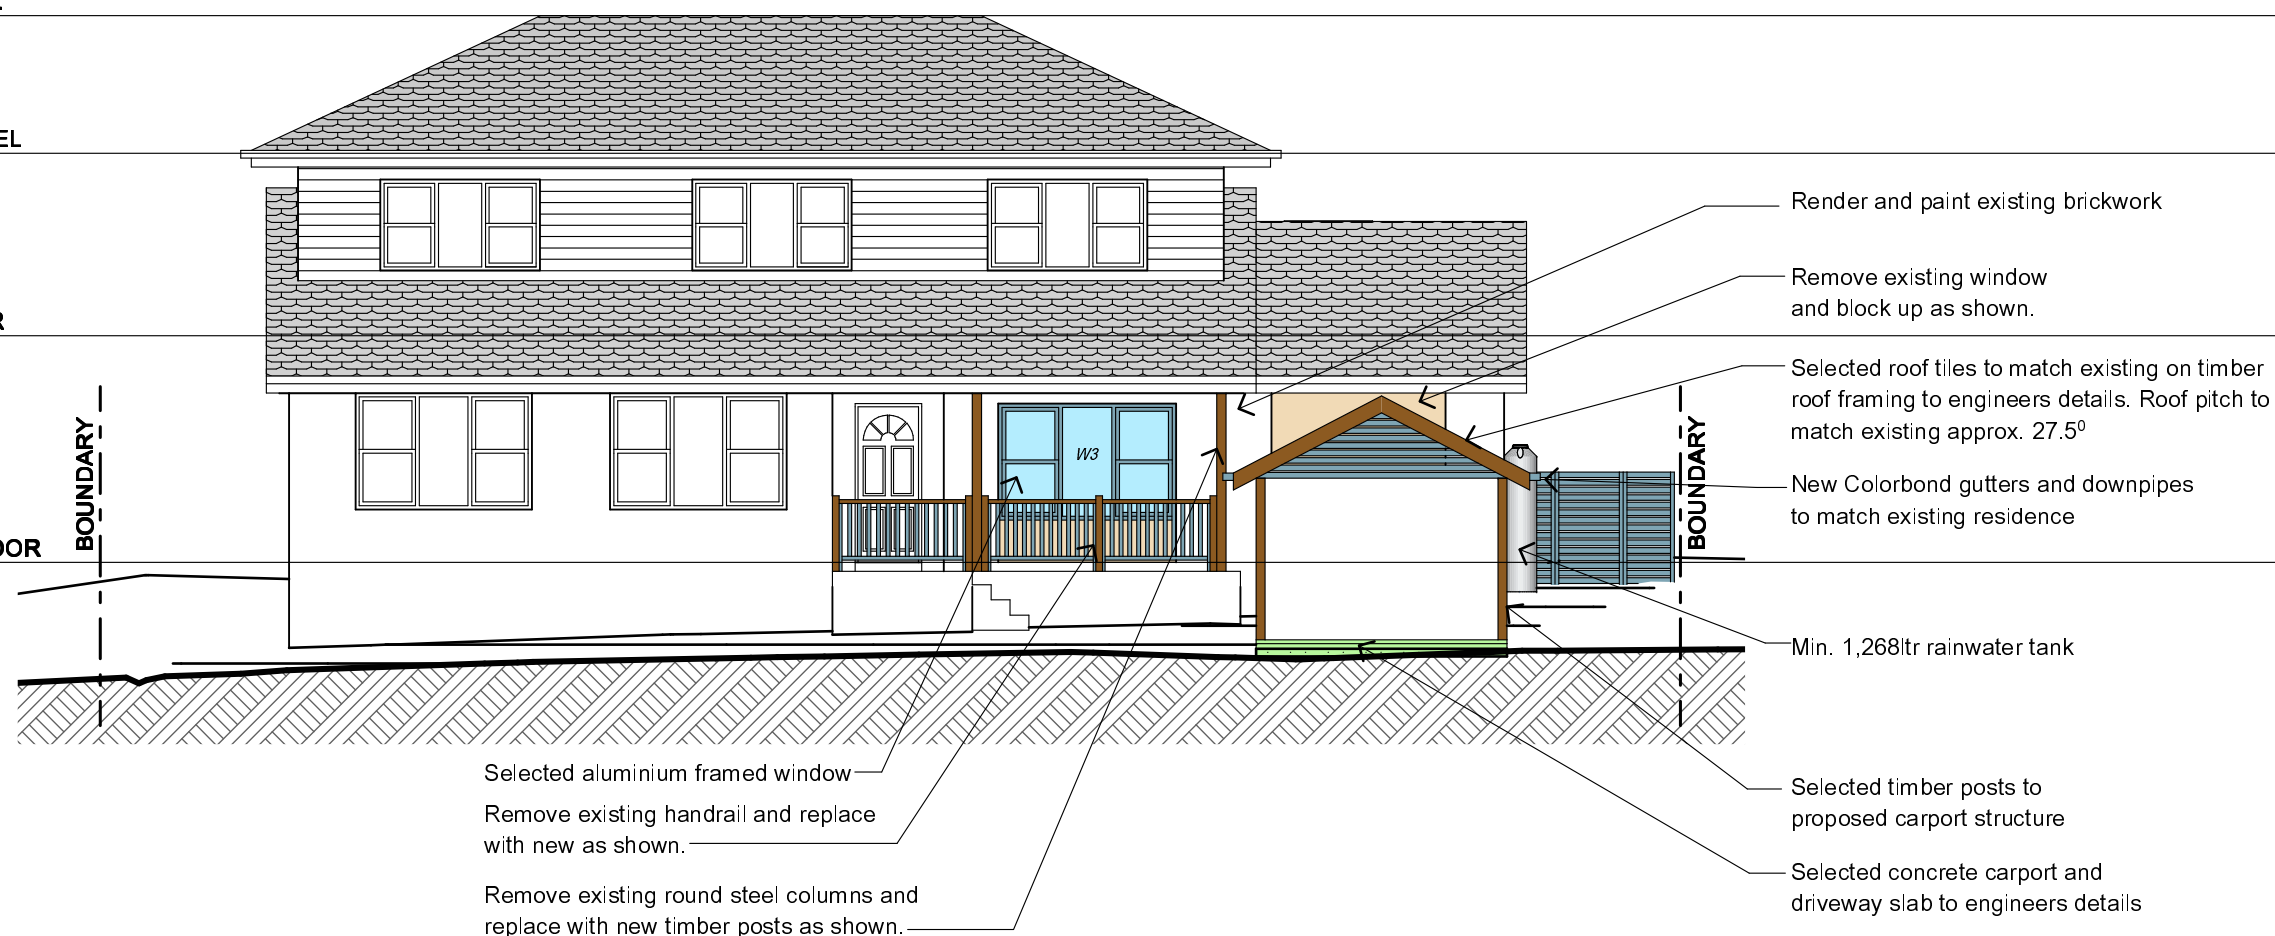 EL
Render and paint existing brickwork
Remove existing window
and block up as shown.
Selected roof tiles to match existing on timber
roof framing to engineers details. Roof pitch to
match existing approx. 27.5⁰
BOUNDARY
BOUNDARY
W3
New Colorbond gutters and downpipes
to match existing residence
OOR
Min. 1,268ltr rainwater tank
Selected aluminium framed window
Remove existing handrail and replace
with new as shown.
Selected timber posts to
proposed carport structure
Remove existing round steel columns and
replace with new timber posts as shown.
Selected concrete carport and
driveway slab to engineers details